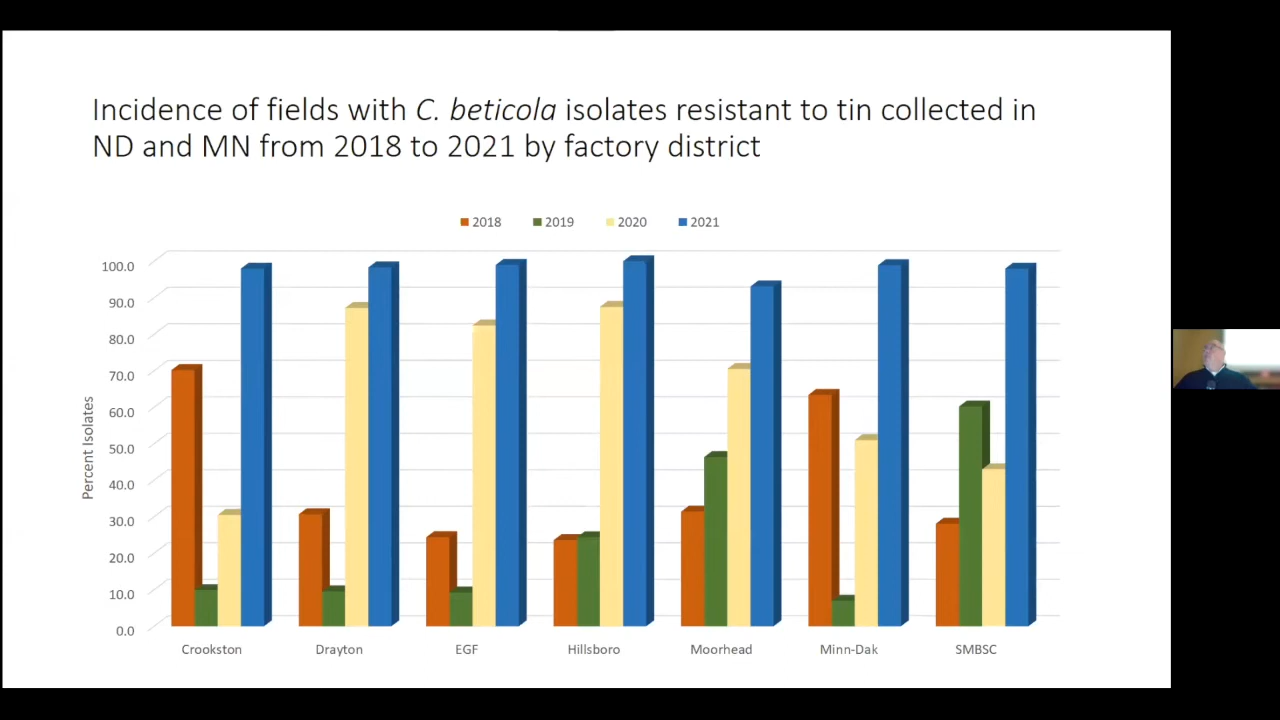 Incidence of fields with C. beticola isolates resistant to tin collected in
ND and MN from 2018 to 2021 by factory district
2018 2019 2020 2021
100.0
90.0
80.0
70.0
60.0
50.0
40.0
30.0
20.0
10.0
0.0
Percent Isolates
Crookston Drayton EGF Hillsboro Moorhead Minn-Dak SMBSC